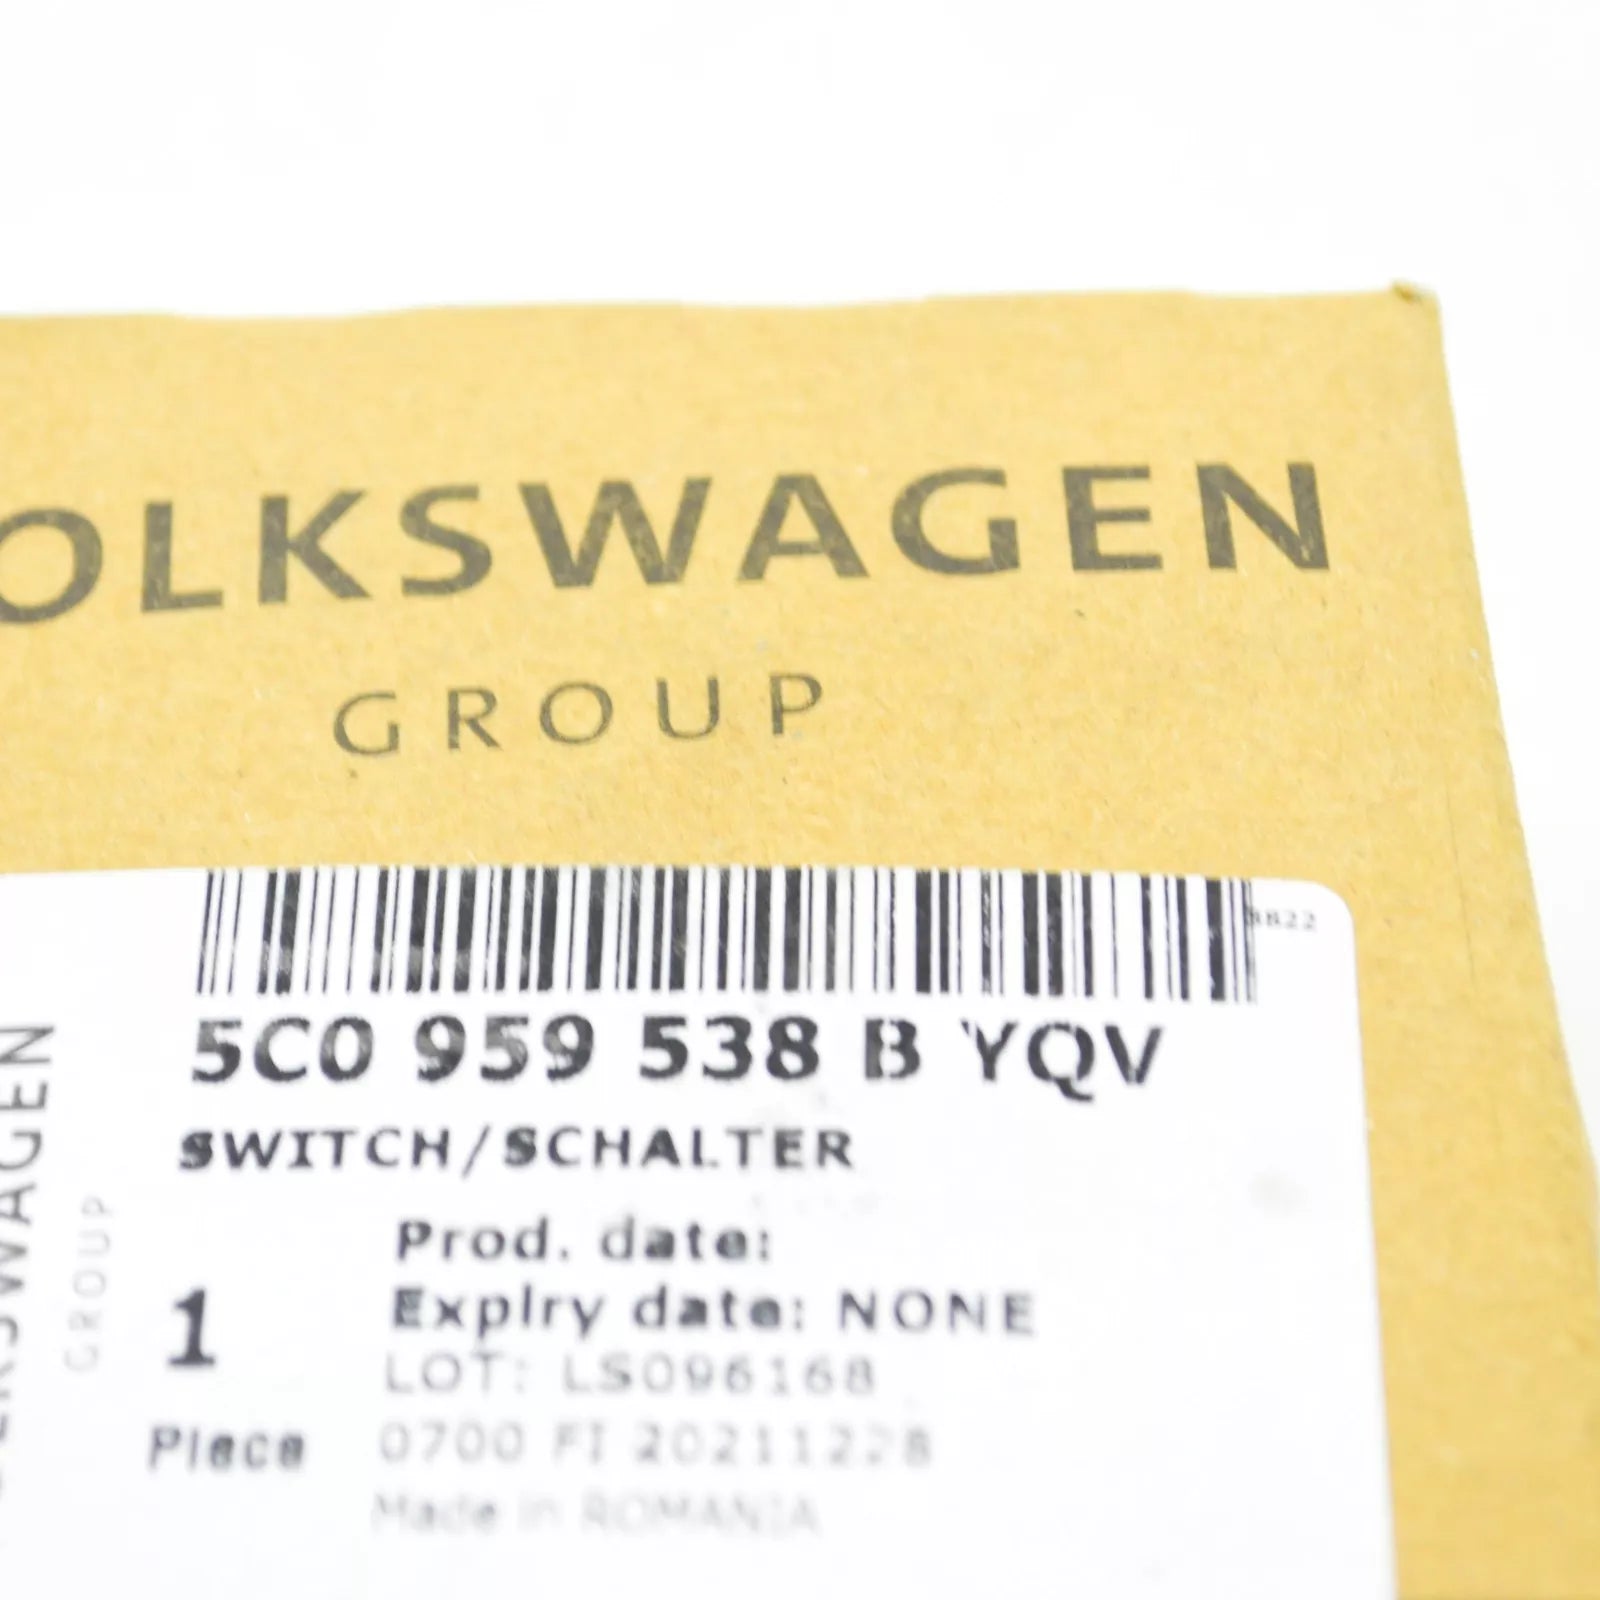 OLKSWAGEN
GROUP
5C0 959 538 B YQV
SWITCH/SCHALTER
Prod. date:
Expiry date: NONE
1
LOT: LS096168
Piece
0700 FI 20211228
Made in ROMANIA
GROUP